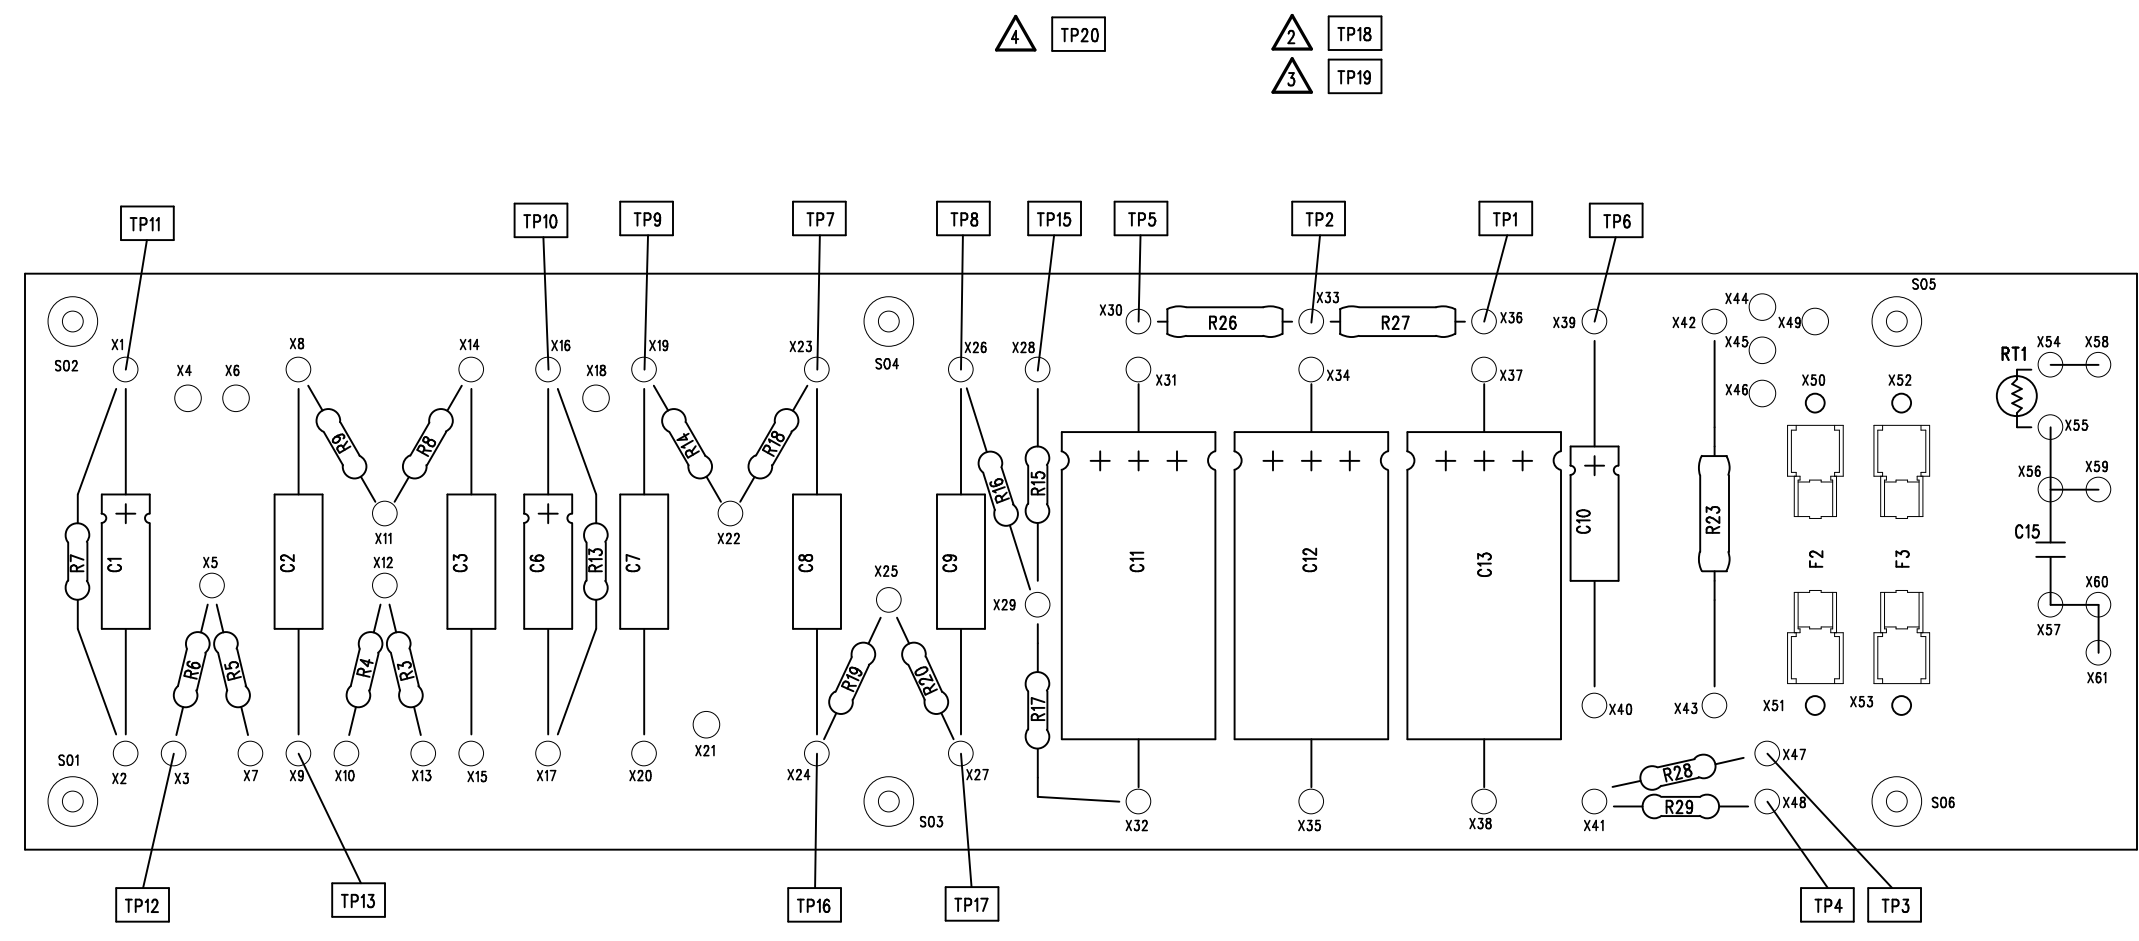 4 TP20 2 TP18
3 TP19
TP11 TP10 TP9 TP7 TP8 TP15 TP5 TP2 TP1 TP6
S05
X30 X33 X36 X39 X42 X44 X49
R26 R27
X1 X8 X14 X16 X19 X23 X26 X28 X45 X54 X58
S02 S04 RT1
X4 X6 X18 X31 X34 X37 X46 X50 X52
R9 R8 R14 R18 X55
+ + + + + + + + + +
R16 R15 X56 X59
+ +
X11 X22 C10 R23 C15
R7 C1 X5 C2 X12 C3 C6 R13 C7 C8 C9 C11 C12 C13 F2 F3
X25 X29 X60
X57
R6 R5 R4 R3 R19 R20 R17 X61
X40 X43 X51 X53
X21
S01 X47
X2 X3 X7 X9 X10 X13 X15 X17 X20 X24 X27 R28
X48 S06
R29
S03 X32 X35 X38 X41
TP12 TP13 TP16 TP17 TP4 TP3